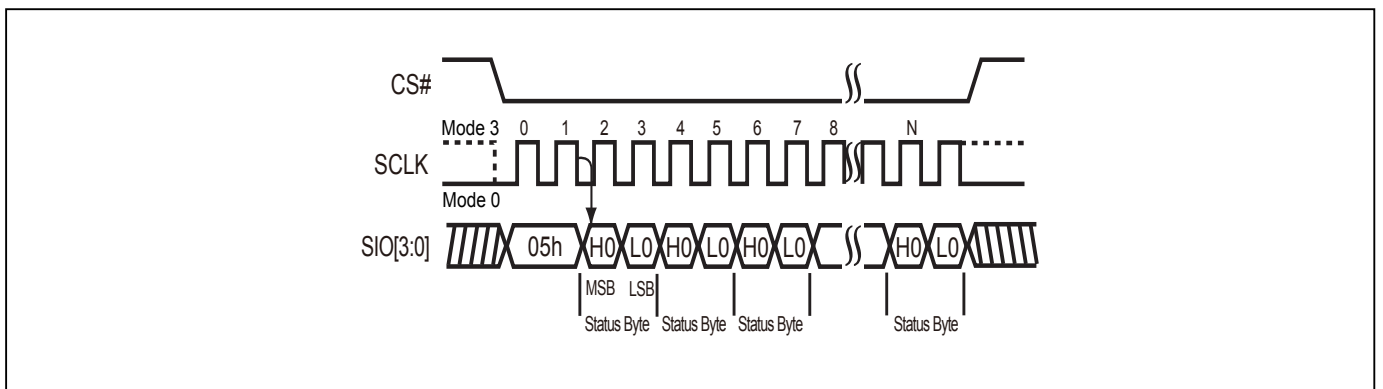 CS#
Mode 3 0 1 2 3 4 5 6 7 8 N
SCLK
Mode 0
SIO[3:0] 05h H0 L0 H0 L0 H0 L0 H0 L0
MSB LSB
Status Byte Status Byte Status Byte Status Byte